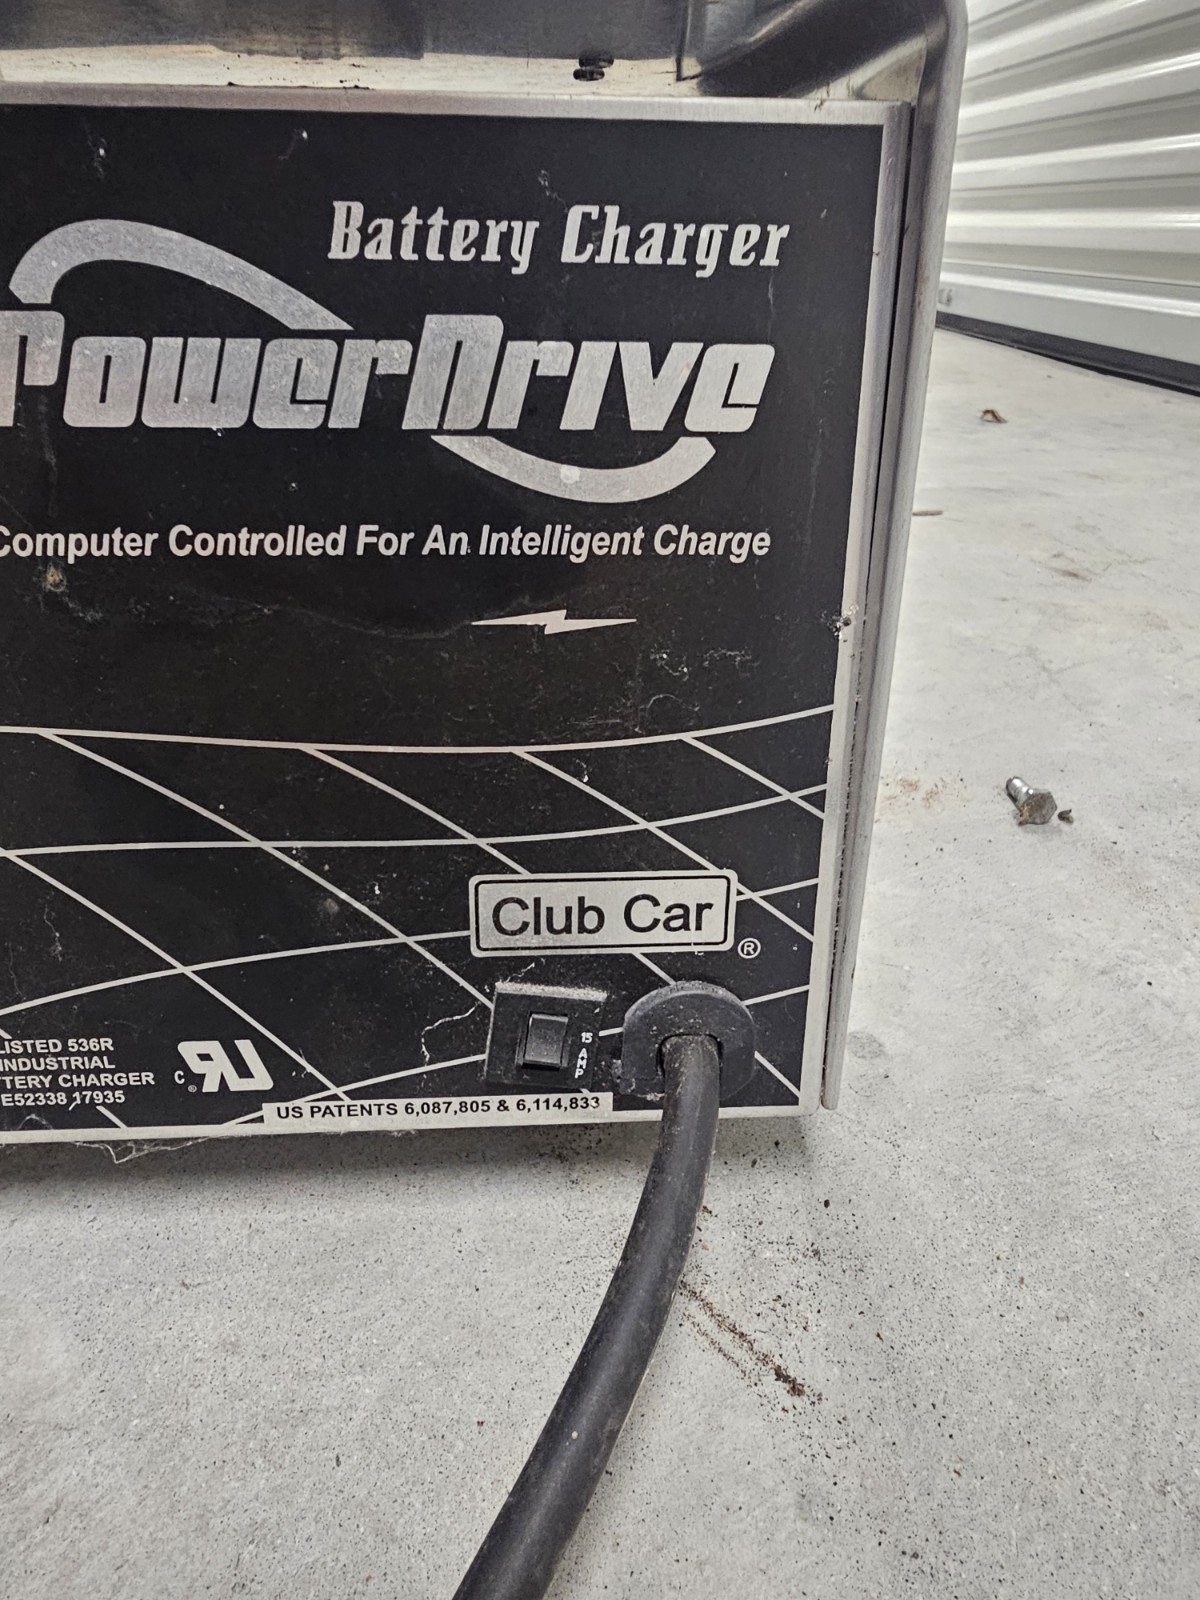 Battery Charger
PowerDrive
Computer Controlled For An Intelligent Charge
Club Car
®
15
AMP
LISTED 536R
INDUSTRIAL
TTERY CHARGER
E52338 17935
C RU ®
US PATENTS 6,087,805 & 6,114,833